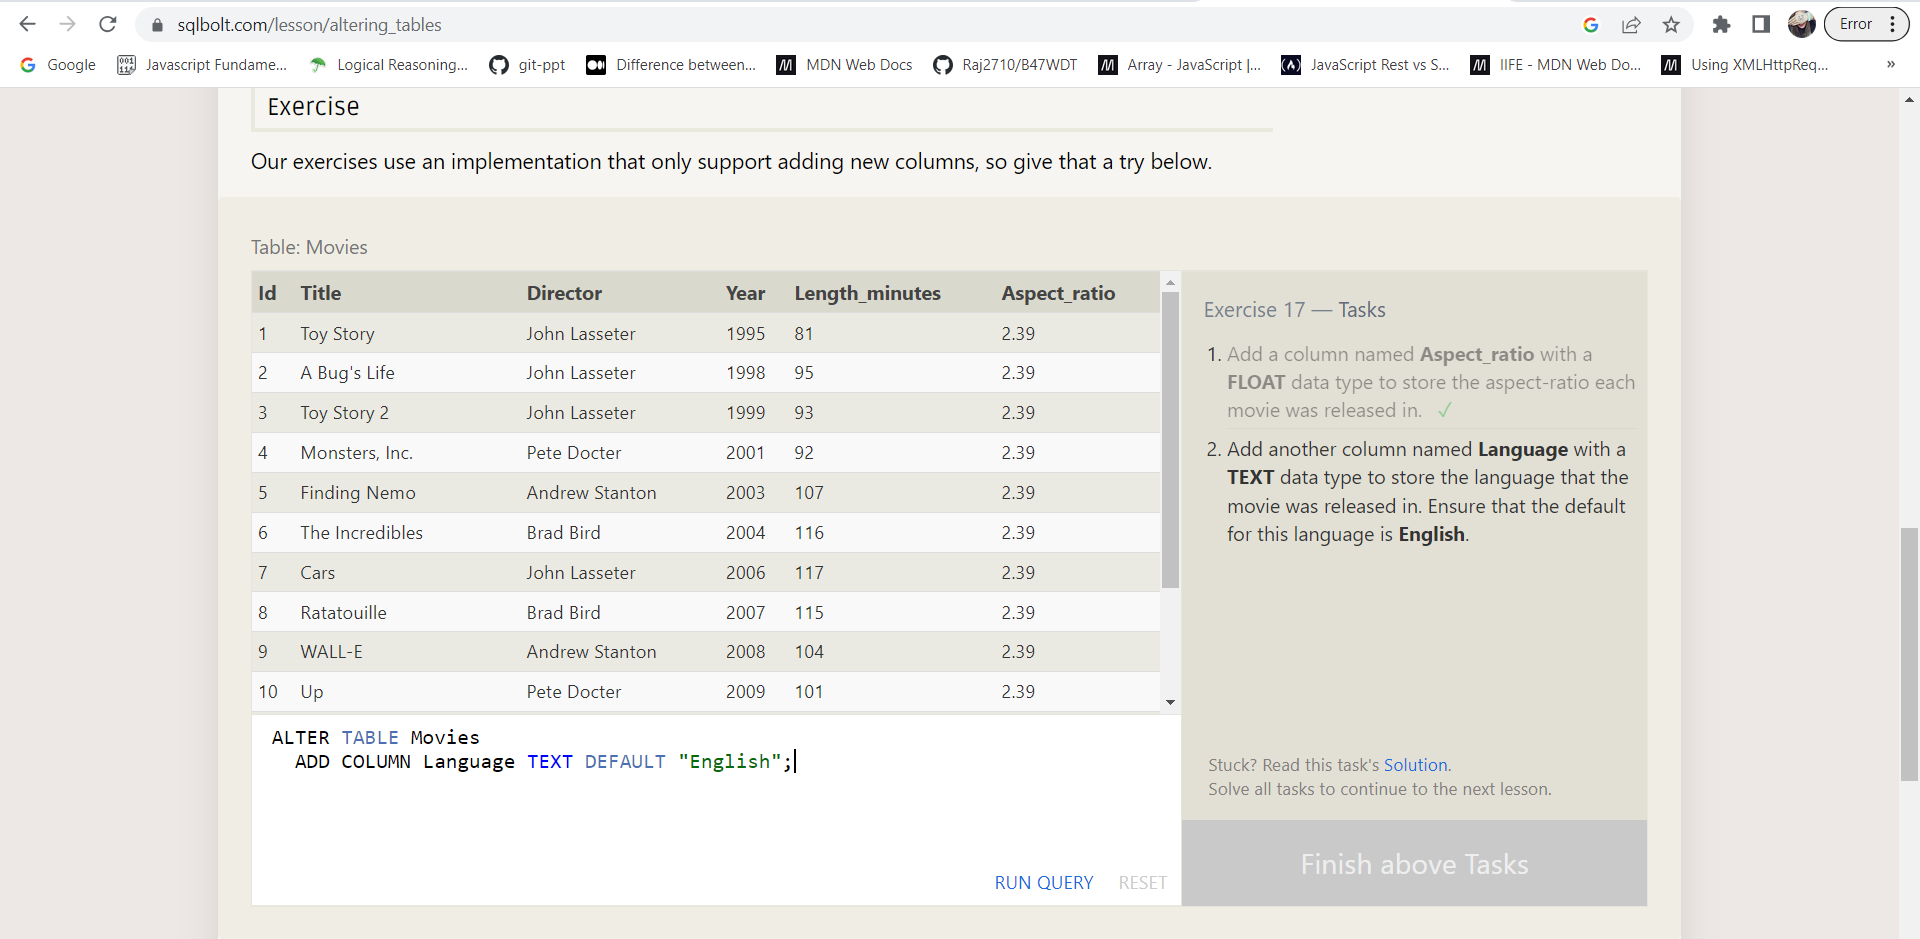 sqlbolt.com/lesson/altering_tables
Error
Google
Javascript Fundame...
Logical Reasoning...
git-ppt
Difference between...
MDN Web Docs
Raj2710/B47WDT
Array - JavaScript |...
JavaScript Rest vs S...
IIFE - MDN Web Do...
Using XMLHttpReq...
»
Exercise
Our exercises use an implementation that only support adding new columns, so give that a try below.
Table: Movies
Id Title Director Year Length_minutes Aspect_ratio
1 Toy Story John Lasseter 1995 81 2.39
2 A Bug's Life John Lasseter 1998 95 2.39
3 Toy Story 2 John Lasseter 1999 93 2.39
4 Monsters, Inc. Pete Docter 2001 92 2.39
5 Finding Nemo Andrew Stanton 2003 107 2.39
6 The Incredibles Brad Bird 2004 116 2.39
7 Cars John Lasseter 2006 117 2.39
8 Ratatouille Brad Bird 2007 115 2.39
9 WALL-E Andrew Stanton 2008 104 2.39
10 Up Pete Docter 2009 101 2.39
ALTER TABLE Movies
ADD COLUMN Language TEXT DEFAULT "English";
RUN QUERY RESET
Exercise 17 — Tasks
1. Add a column named Aspect_ratio with a
FLOAT data type to store the aspect-ratio each
movie was released in. ✓
2. Add another column named Language with a
TEXT data type to store the language that the
movie was released in. Ensure that the default
for this language is English.
Stuck? Read this task's Solution.
Solve all tasks to continue to the next lesson.
Finish above Tasks